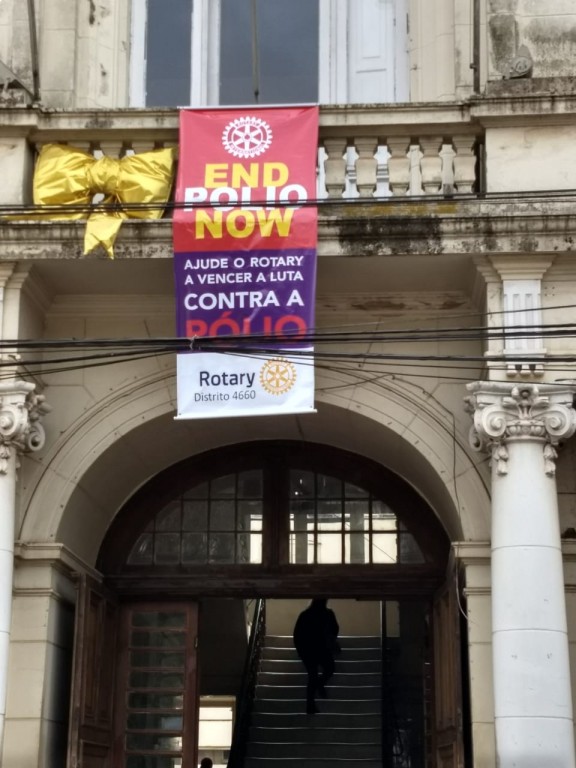 END
POLIO
NOW
AJUDE O ROTARY
A VENCER A LUTA
CONTRA A
PÓLIO
Rotary
Distrito 4660